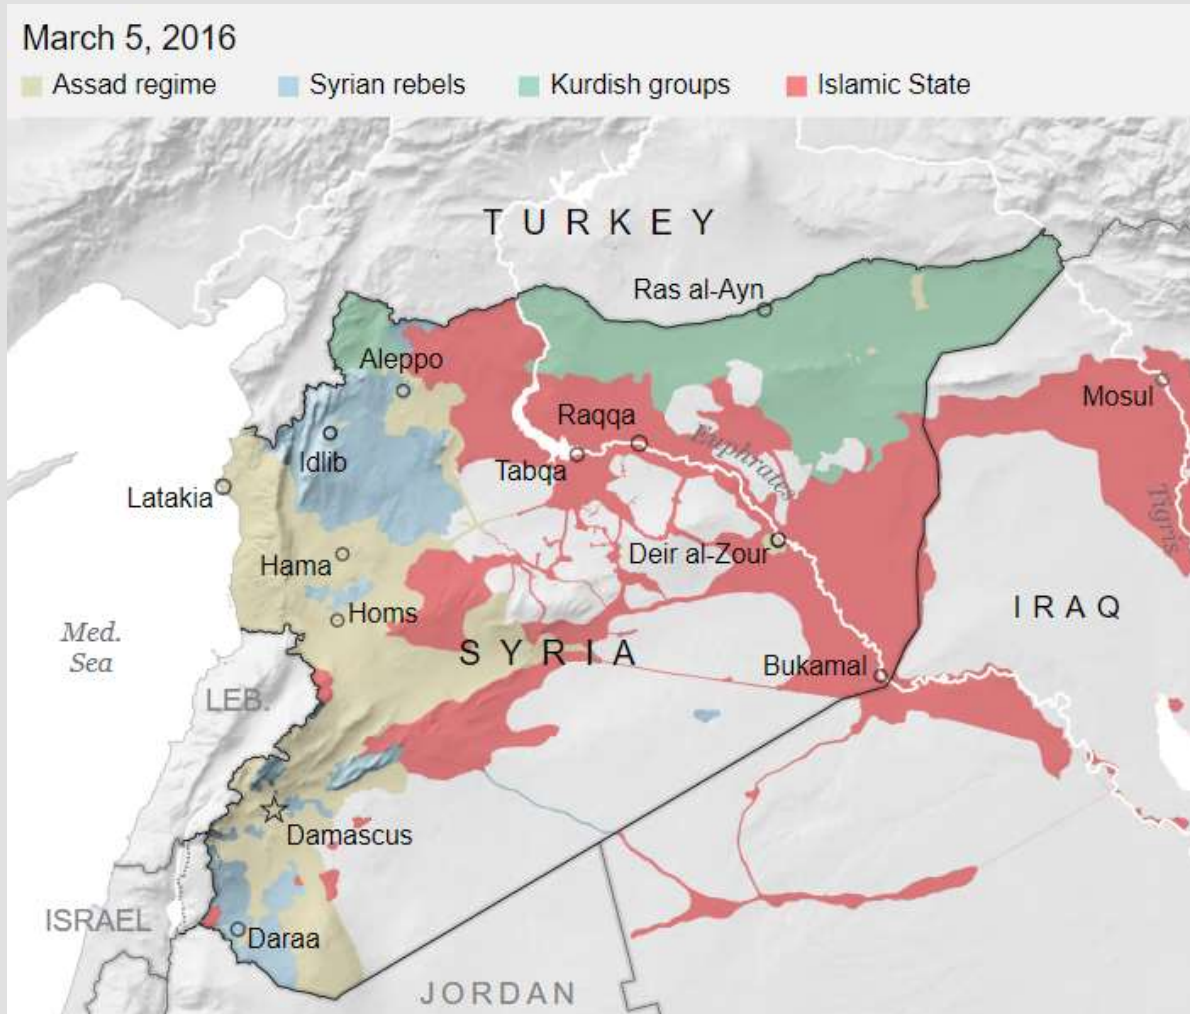 March 5, 2016
Assad regime Syrian rebels Kurdish groups Islamic State
TURKEY
Ras al-Ayn
Aleppo
Mosul
Raqqa
Euphrates
Idlib
Tabqa
Latakia
Tigris
Deir al-Zour
Hama
IRAQ
Homs
Med.
Sea
SYRIA
Bukamal
LEB.
Damascus
ISRAEL
Daraa
JORDAN